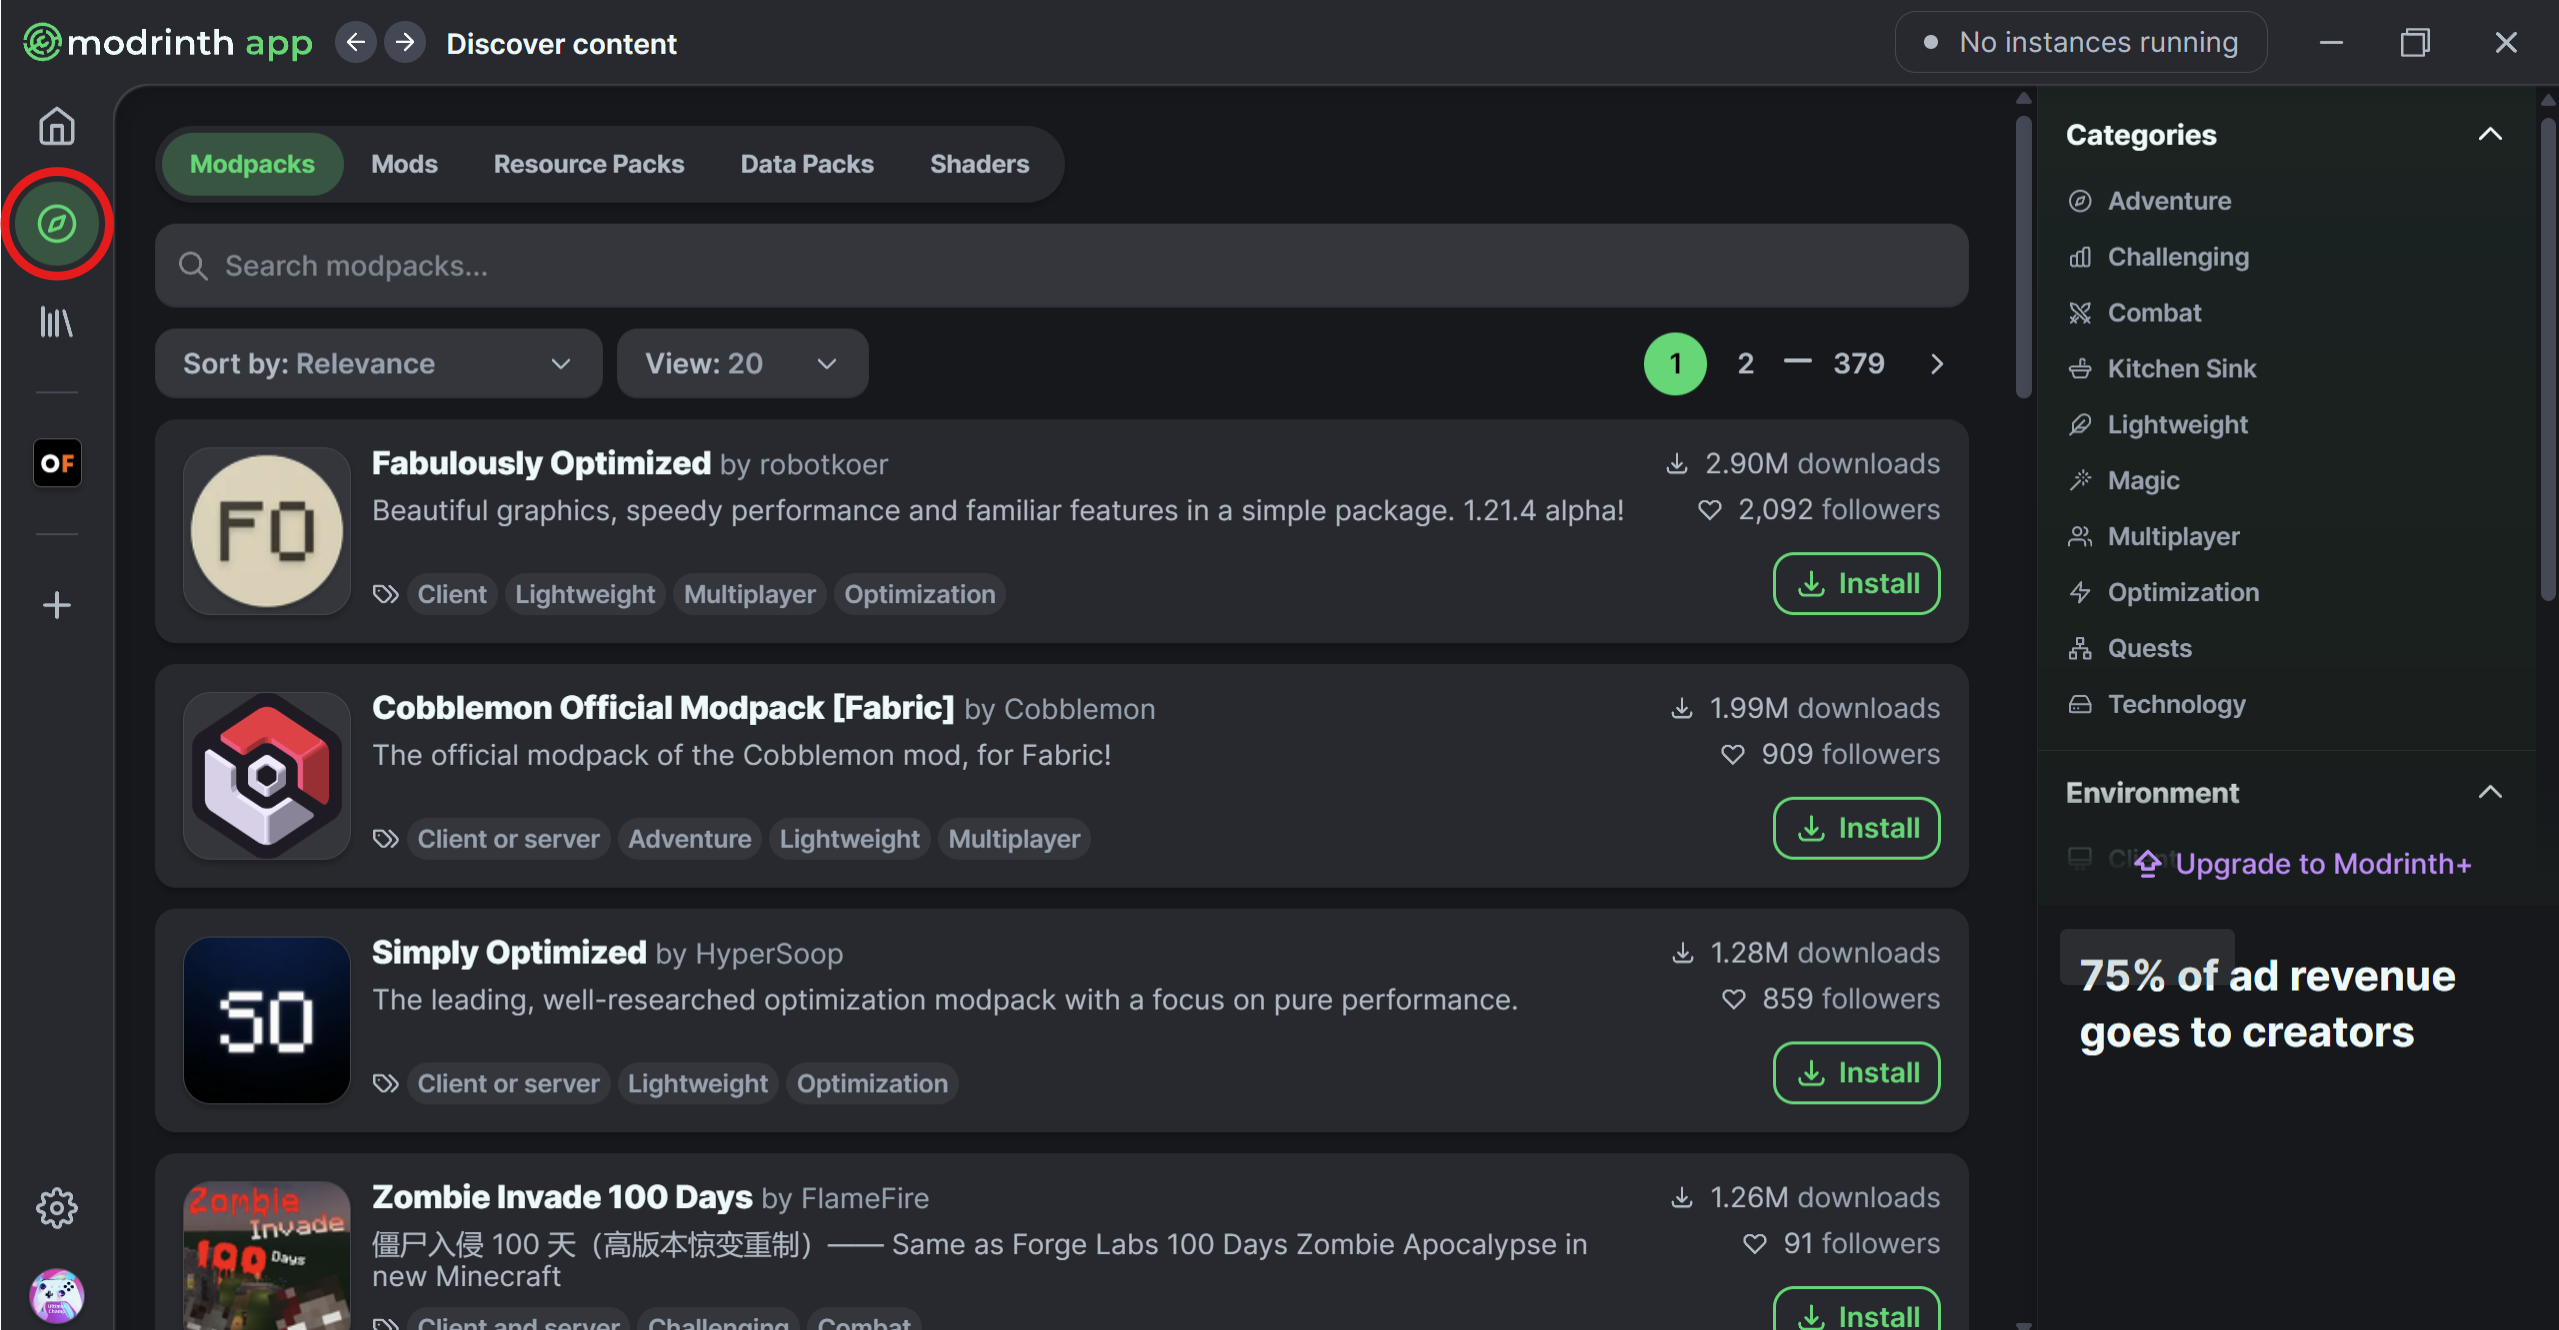 modrinth app
Discover content
No instances running
Modpacks
Mods
Resource Packs
Data Packs
Shaders
Search modpacks...
Sort by: Relevance
View: 20
1
2
379
OF
FO
Fabulously Optimized by robotkoer
Beautiful graphics, speedy performance and familiar features in a simple package. 1.21.4 alpha!
Client
Lightweight
Multiplayer
Optimization
2.90M downloads
2,092 followers
Install
Cobblemon Official Modpack [Fabric] by Cobblemon
The official modpack of the Cobblemon mod, for Fabric!
Client or server
Adventure
Lightweight
Multiplayer
1.99M downloads
909 followers
Install
SO
Simply Optimized by HyperSoop
The leading, well-researched optimization modpack with a focus on pure performance.
Client or server
Lightweight
Optimization
1.28M downloads
859 followers
Install
Zombie
Invade
100 Days
Zombie Invade 100 Days by FlameFire
僵尸入侵 100 天（高版本惊变重制）—— Same as Forge Labs 100 Days Zombie Apocalypse in
new Minecraft
Client and server
Challenging
Combat
1.26M downloads
91 followers
Install
Categories
Adventure
Challenging
Combat
Kitchen Sink
Lightweight
Magic
Multiplayer
Optimization
Quests
Technology
Environment
Client
Upgrade to Modrinth+
75% of ad revenue
goes to creators